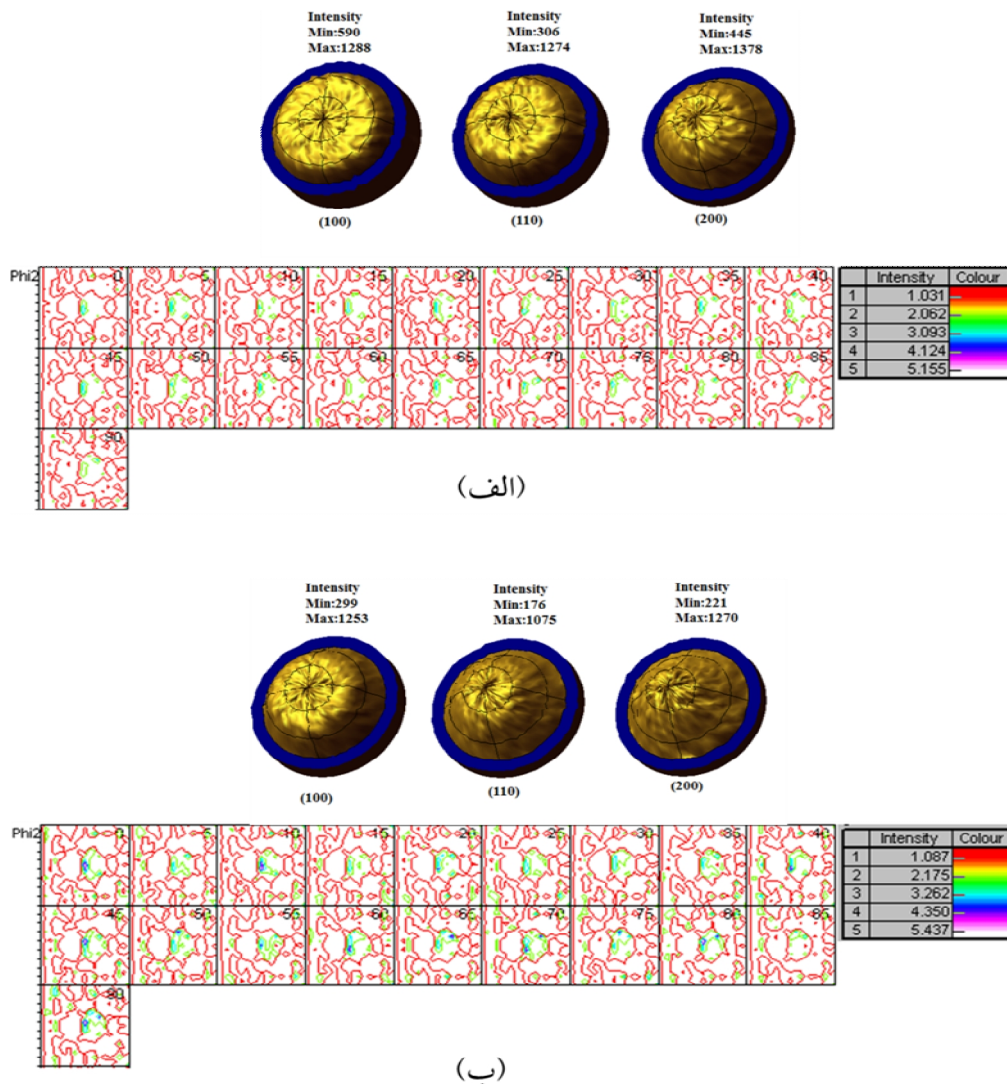 Intensity
Min:590
Max:1288
Intensity
Min:306
Max:1274
Intensity
Min:445
Max:1378
(100)
(110)
(200)
Phi2 0 5 10 15 20 25 30 35 40
45 50 55 60 65 70 75 80 85
90
Intensity Colour
1 1.031
2 2.062
3 3.093
4 4.124
5 5.155
(الف)
Intensity
Min:299
Max:1253
Intensity
Min:176
Max:1075
Intensity
Min:221
Max:1270
(100)
(110)
(200)
Phi2 0 5 10 15 20 25 30 35 40
45 50 55 60 65 70 75 80 85
90
Intensity Colour
1 1.087
2 2.175
3 3.262
4 4.350
5 5.437
(ب)